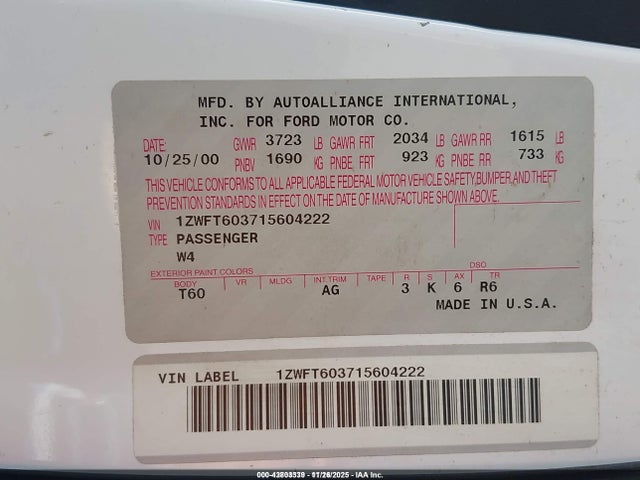 MFD. BY AUTOALLIANCE INTERNATIONAL,
INC. FOR FORD MOTOR CO.
DATE: GVWR 3723 LB GAWR FRT 2034 LB GAWR RR 1615 LB
10/25/00 PNBV 1690 KG PNBE FRT 923 KG PNBE RR 733 KG
THIS VEHICLE CONFORMS TO ALL APPLICABLE FEDERAL MOTOR VEHICLE SAFETY, BUMPER, AND THEFT
PREVENTION STANDARDS IN EFFECT ON THE DATE OF MANUFACTURE SHOWN ABOVE.
VIN 1ZWFT603715604222
TYPE PASSENGER
W4
EXTERIOR PAINT COLORS DSO
BODY VR MLDG INT.TRIM TAPE R S AX TR
T60 AG 3 K 6 R6
MADE IN U.S.A.
VIN LABEL 1ZWFT603715604222
000-43803539 - 11/26/2025 - IAA Inc.